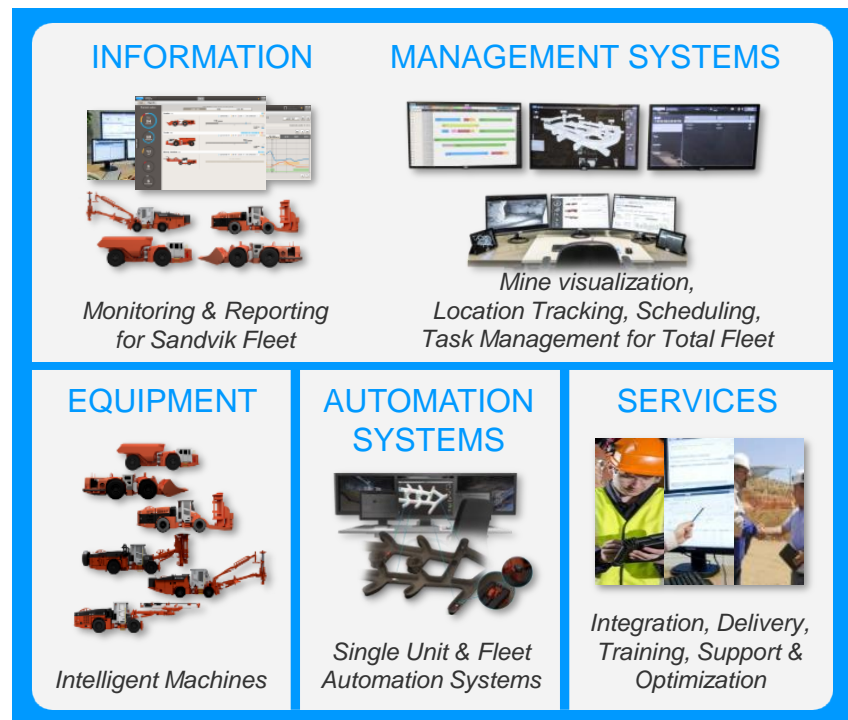 INFORMATION
Monitoring & Reporting
for Sandvik Fleet
MANAGEMENT SYSTEMS
Mine visualization,
Location Tracking, Scheduling,
Task Management for Total Fleet
EQUIPMENT
Intelligent Machines
AUTOMATION
SYSTEMS
Single Unit & Fleet
Automation Systems
SERVICES
Integration, Delivery,
Training, Support &
Optimization